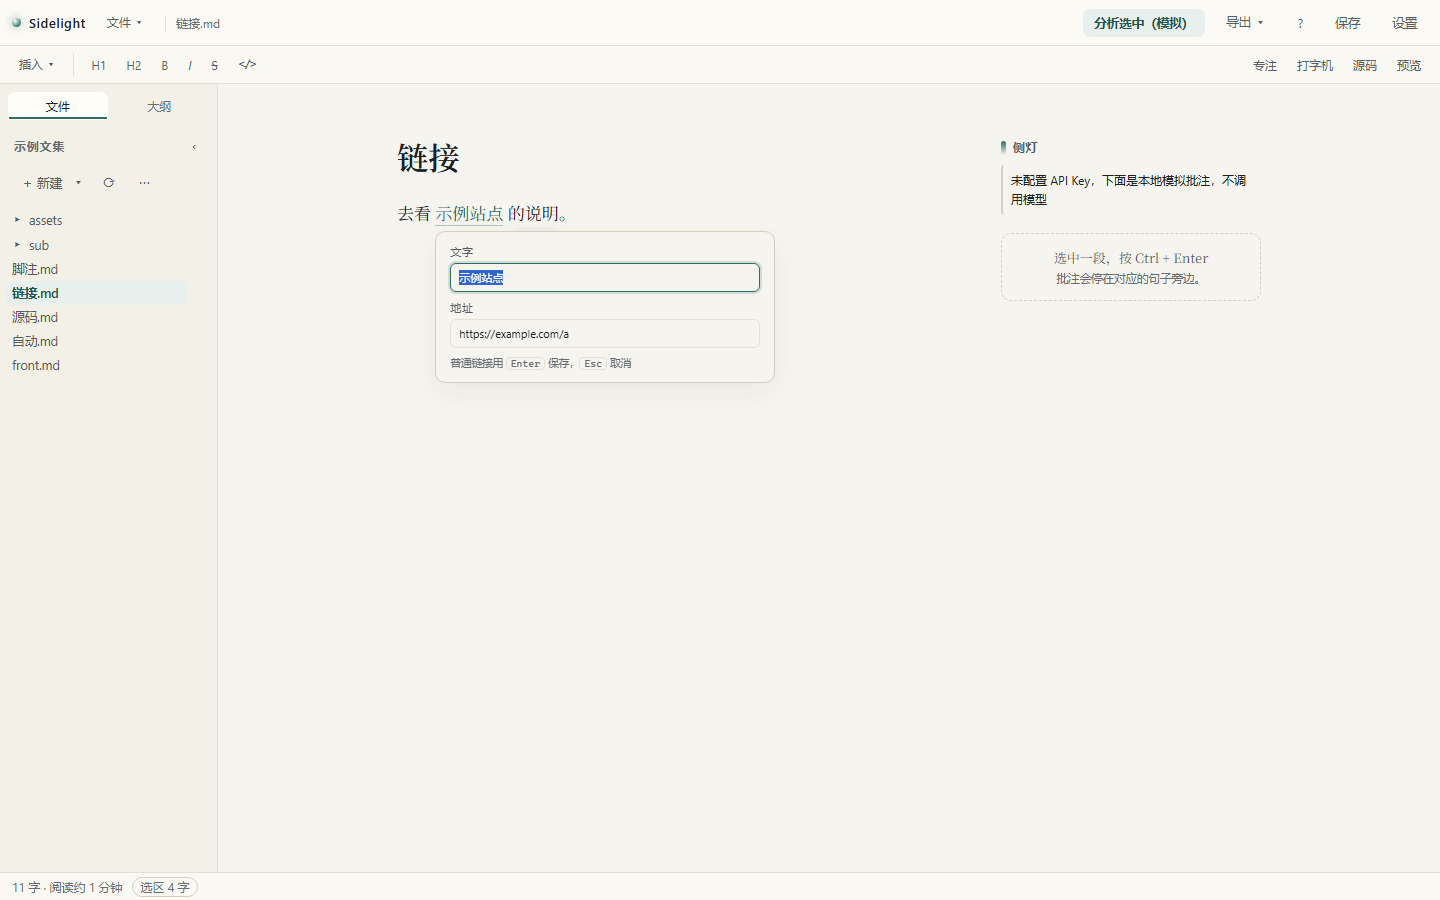 Sidelight 文件 链接.md 分析选中（模拟） 导出 ? 保存 设置
插入 H1 H2 B I S </> 专注 打字机 源码 预览
文件 大纲
示例文集 ‹
+ 新建 ⟳ ···
assets
sub
脚注.md
链接.md
源码.md
自动.md
front.md
链接
去看 示例站点 的说明。
文字
示例站点
地址
https://example.com/a
普通链接用 Enter 保存，Esc 取消
侧灯
未配置 API Key，下面是本地模拟批注，不调
用模型
选中一段，按 Ctrl + Enter
批注会停在对应的句子旁边。
11 字 · 阅读约 1 分钟 选区 4 字